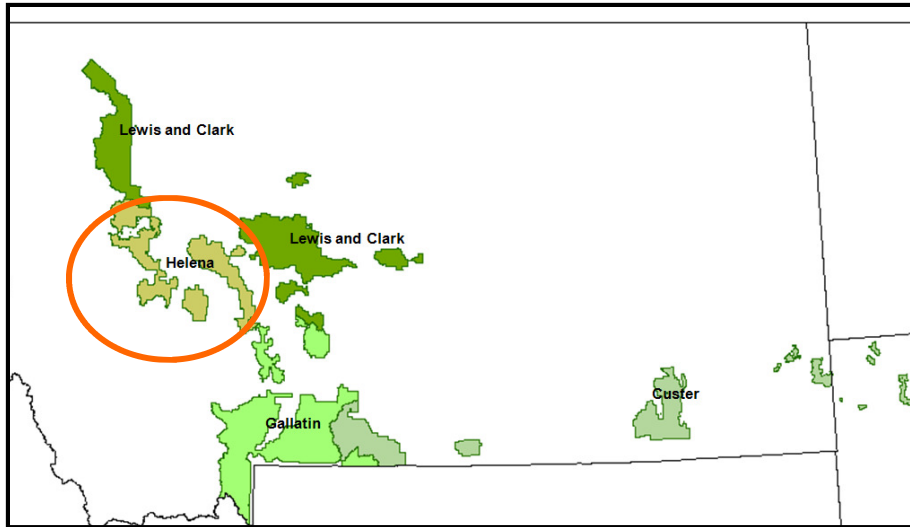 Lewis and Clark
Lewis and Clark
Helena
Custer
Gallatin